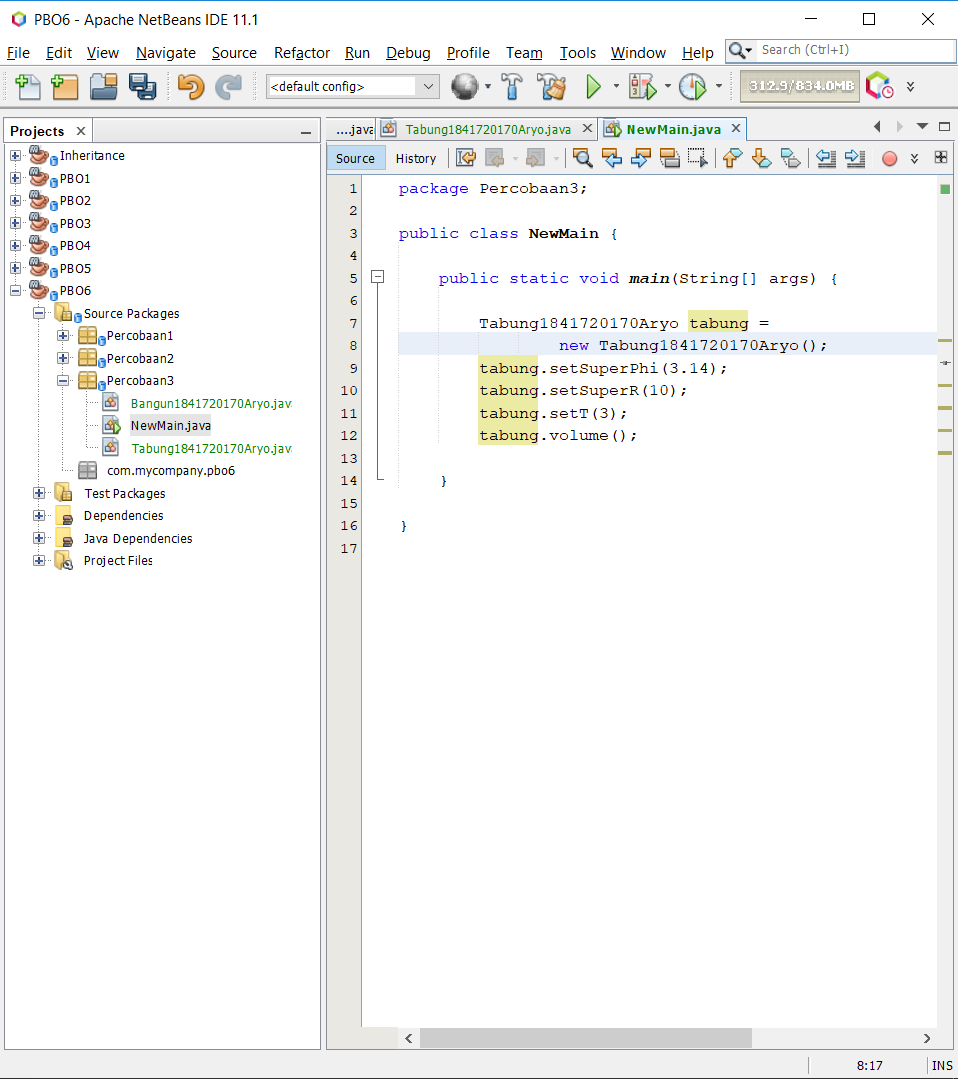 PBO6 - Apache NetBeans IDE 11.1
File Edit View Navigate Source Refactor Run Debug Profile Team Tools Window Help Search (Ctrl+I)
<default config> 312.9/834.0MB
Projects
Inheritance
PBO1
PBO2
PBO3
PBO4
PBO5
PBO6
Source Packages
Percobaan1
Percobaan2
Percobaan3
Bangun1841720170Aryo.java
NewMain.java
Tabung1841720170Aryo.java
com.mycompany.pbo6
Test Packages
Dependencies
Java Dependencies
Project Files
....java Tabung1841720170Aryo.java NewMain.java
Source History
1 package Percobaan3;
2
3 public class NewMain {
4
5 public static void main(String[] args) {
6
7 Tabung1841720170Aryo tabung =
8 new Tabung1841720170Aryo();
9 tabung.setSuperPhi(3.14);
10 tabung.setSuperR(10);
11 tabung.setT(3);
12 tabung.volume();
13
14 }
15
16 }
17
8:17 INS